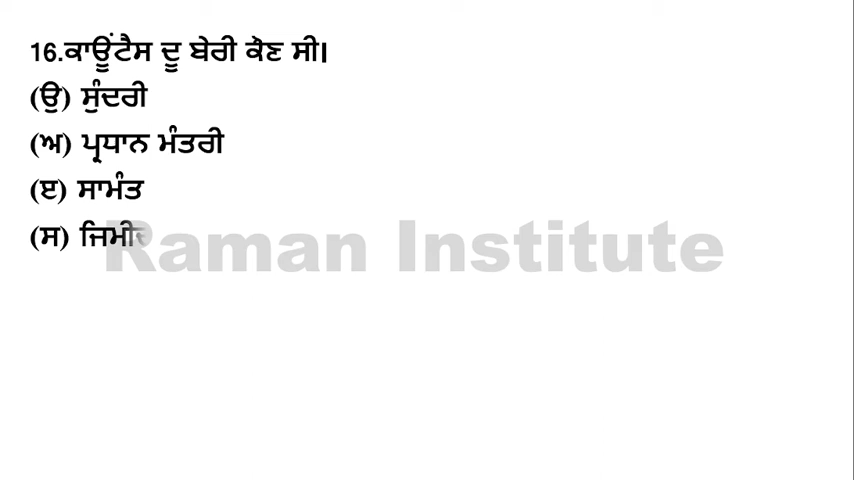 16.ਕਾਊਂਟੈਸ ਦੂ ਬੇਰੀ ਕੌਣ ਸੀ।
(ਉ) ਸੁੰਦਰੀ
(ਅ) ਪ੍ਰਧਾਨ ਮੰਤਰੀ
(ੲ) ਸਾਮੰਤ
(ਸ)
Raman Institute